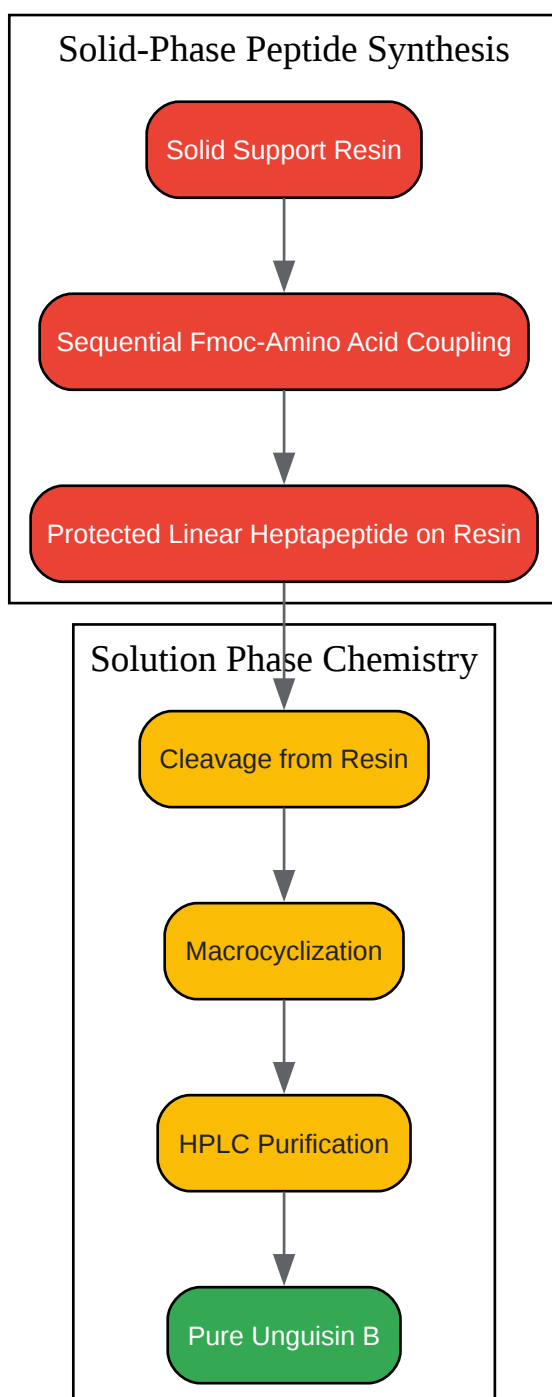 Solid-Phase Peptide Synthesis
Solid Support Resin
Sequential Fmoc-Amino Acid Coupling
Protected Linear Heptapeptide on Resin
Solution Phase Chemistry
Cleavage from Resin
Macrocyclization
HPLC Purification
Pure Unguisin B